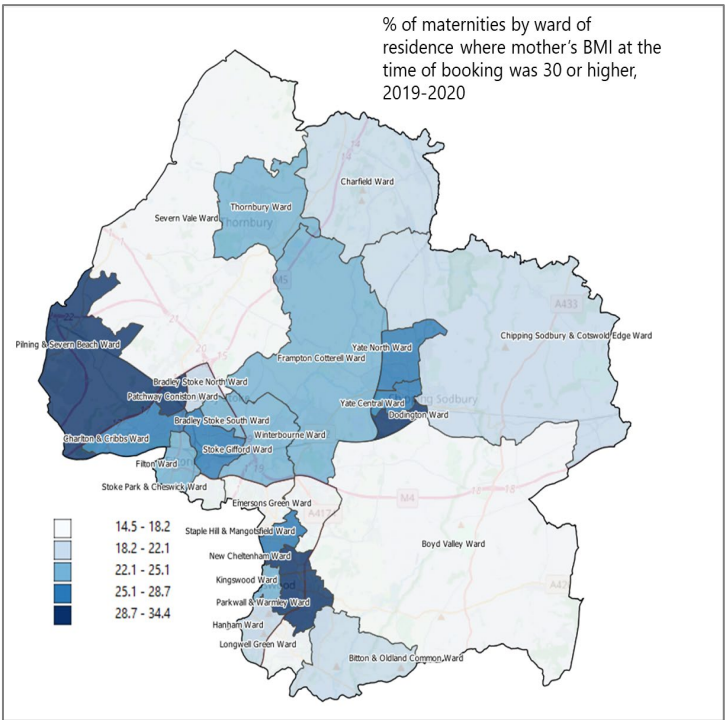 % of maternities by ward of
residence where mother's BMI at the
time of booking was 30 or higher,
2019-2020
Charfield Ward
Thornbury Ward
Severn Vale Ward
Thornbury
M5
A433
Pilning & Severn Beach Ward
Chipping Sodbury & Cotswold Edge Ward
Yate North Ward
Frampton Cotterell Ward
Bradley Stoke North Ward
Patchway Coniston Ward
Yate Central Ward
Dodington Ward
Bradley Stoke South Ward
Charlton & Cribbs Ward
Winterbourne Ward
Stoke Gifford Ward
Filton Ward
Stoke Park & Cheswick Ward
M4
Emersons Green Ward
Staple Hill & Mangotsfield Ward
Boyd Valley Ward
New Cheltenham Ward
Kingswood Ward
Parkwall & Warmley Ward
Hanham Ward
Longwell Green Ward
Bitton & Oldland Common Ward
14.5 - 18.2
18.2 - 22.1
22.1 - 25.1
25.1 - 28.7
28.7 - 34.4